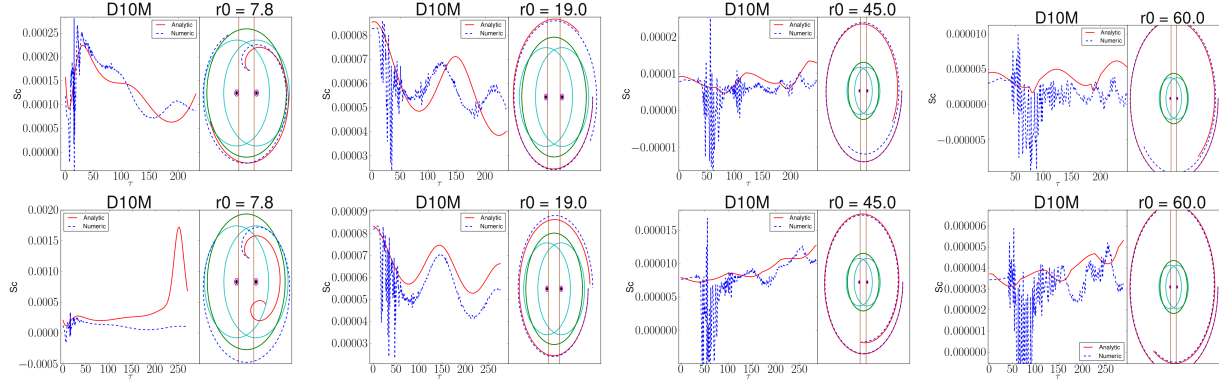 D10M r0 = 7.8
Analytic
Numeric
0.00025
0.00020
0.00015
0.00010
0.00005
0.00000
Sc
0 50 100 150 200
τ
D10M r0 = 19.0
Analytic
Numeric
0.00008
0.00007
0.00006
0.00005
0.00004
0.00003
0.00002
Sc
0 50 100 150 200
τ
D10M r0 = 45.0
Analytic
Numeric
0.00002
0.00001
0.00000
−0.00001
Sc
0 50 100 150 200
τ
D10M r0 = 60.0
Analytic
Numeric
0.000010
0.000005
0.000000
−0.000005
Sc
50 100 150 200
τ
D10M r0 = 7.8
Analytic
Numeric
0.0020
0.0015
0.0010
0.0005
0.0000
−0.0005
Sc
0 50 100 150 200 250
τ
D10M r0 = 19.0
Analytic
Numeric
0.00009
0.00008
0.00007
0.00006
0.00005
0.00004
0.00003
Sc
0 50 100 150 200
τ
D10M r0 = 45.0
Analytic
Numeric
0.000015
0.000010
0.000005
0.000000
Sc
0 50 100 150 200 250
τ
D10M r0 = 60.0
0.000006
0.000005
0.000004
0.000003
0.000002
0.000001
0.000000
Sc
Analytic
Numeric
0 50 100 150 200 250
τ